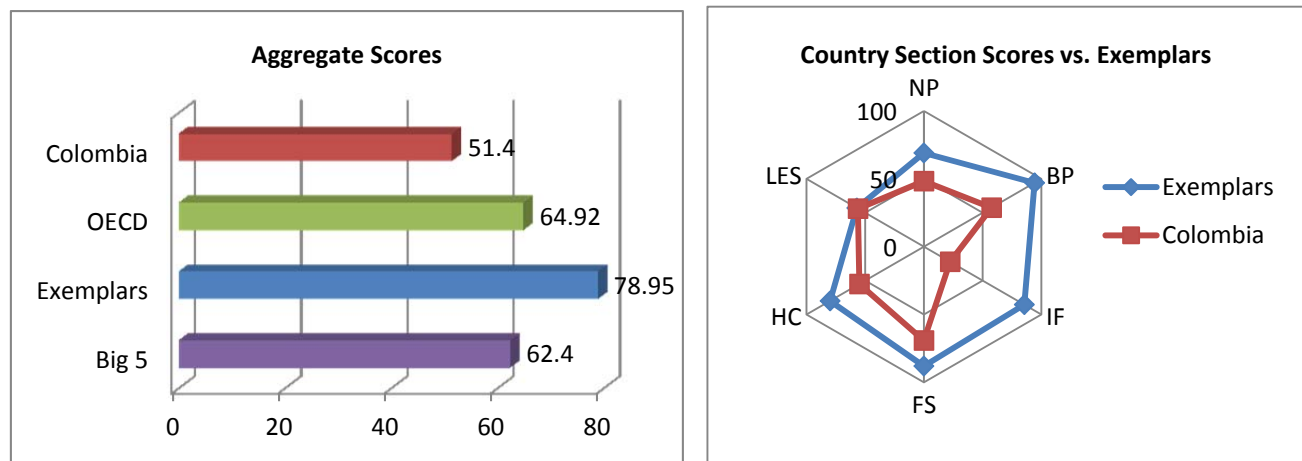 Aggregate Scores
Colombia
51.4
OECD
64.92
Exemplars
78.95
Big 5
62.4
0 20 40 60 80
Country Section Scores vs. Exemplars
NP
100
LES
50
BP
0
HC
IF
FS
Exemplars
Colombia